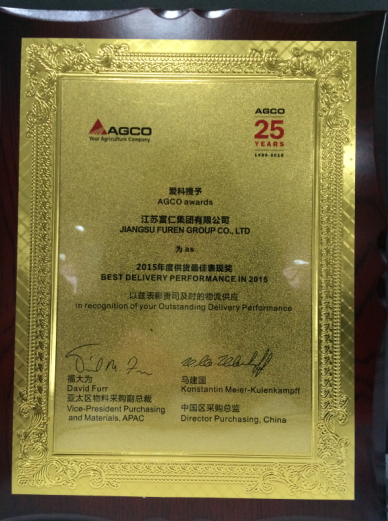 AGCO
Your Agriculture Company
AGCO
25
YEARS
1990-2015
爱科授予
AGCO awards
江苏富仁集团有限公司
JIANGSU FUREN GROUP CO., LTD
为 as
2015年度供货最佳表现奖
BEST DELIVERY PERFORMANCE IN 2015
以兹表彰贵司及时的物流供应
in recognition of your Outstanding Delivery Performance
福大为
David Furr
亚太区物料采购副总裁
Vice-President Purchasing
and Materials, APAC
马建国
Konstantin Meier-Kulenkampff
中国区采购总监
Director Purchasing, China